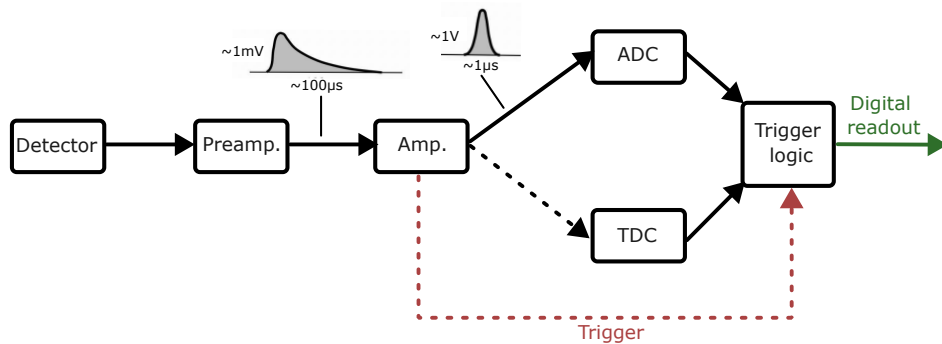 ~1mV
~100µs
~1V
~1µs
ADC
Detector
Preamp.
Amp.
Trigger
logic
Digital
readout
TDC
Trigger